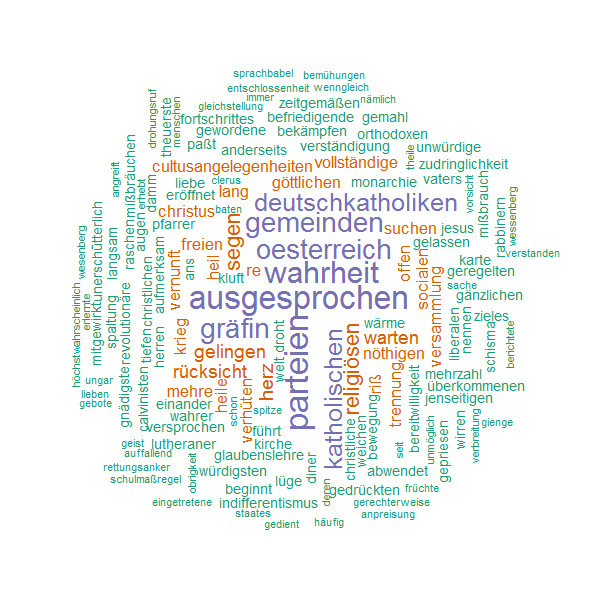 sprachbabel
bemühungen
entschlossenheit
wenngleich
immer
nämlich
gleichstellung
zeitgemäßen
drohungsruf
theuerste
menschen
fortschrittes
befriedigende
gemahl
gewordene
bekämpfen
orthodoxen
paßt
anderseits
verständigung
theile
unwürdige
cultusangelegenheiten
vollständige
zudringlichkeit
angreift
mißbräuchen
damm
liebe
clerus
göttlichen
monarchie
vaters
vorsicht
mißbrauch
rabbinern
wessenberg
eröffnet
lang
deutschkatholiken
erhebt
christus
baten
raschen
augen
pfarrer
segen
gemeinden
suchen
jesus
unerschütterlich
langsam
freien
oesterreich
offen
gelassen
verstanden
wesenberg
aufmerksam
ans
heil
kluft
re
wahrheit
socialen
karte
geregelten
christlichen
vernunft
sache
gänzlichen
höchstwahrscheinlich
mitgewirkt
ausgesprochen
versammlung
zieles
erlernte
spaltung
revolutionäre
tiefen
herren
krieg
gräfin
welt
droht
parteien
wärme
liberalen
nennen
schisma
berichtete
katholischen
religiösen
warten
gelingen
nöthigen
ungar
gnädigste
calvinisten
rücksicht
herz
riß
trennung
mehrzahl
lieben
mehre
heile
überkommenen
gebote
einander
verhüten
jenseitigen
wahrer
schon
spitze
bewegung
bereitwilligkeit
versprochen
führt
welchen
wirren
gienge
geist
lutheraner
kirche
christliche
seit
unmöglich
gepriesen
verbreitung
auffallend
glaubenslehre
rettungsanker
würdigsten
diner
abwendet
schulmaßregel
obrigkeit
lüge
deren
beginnt
gedrückten
früchte
eingetretene
indifferentismus
gerechterweise
staates
anpreisung
gedient
häufig